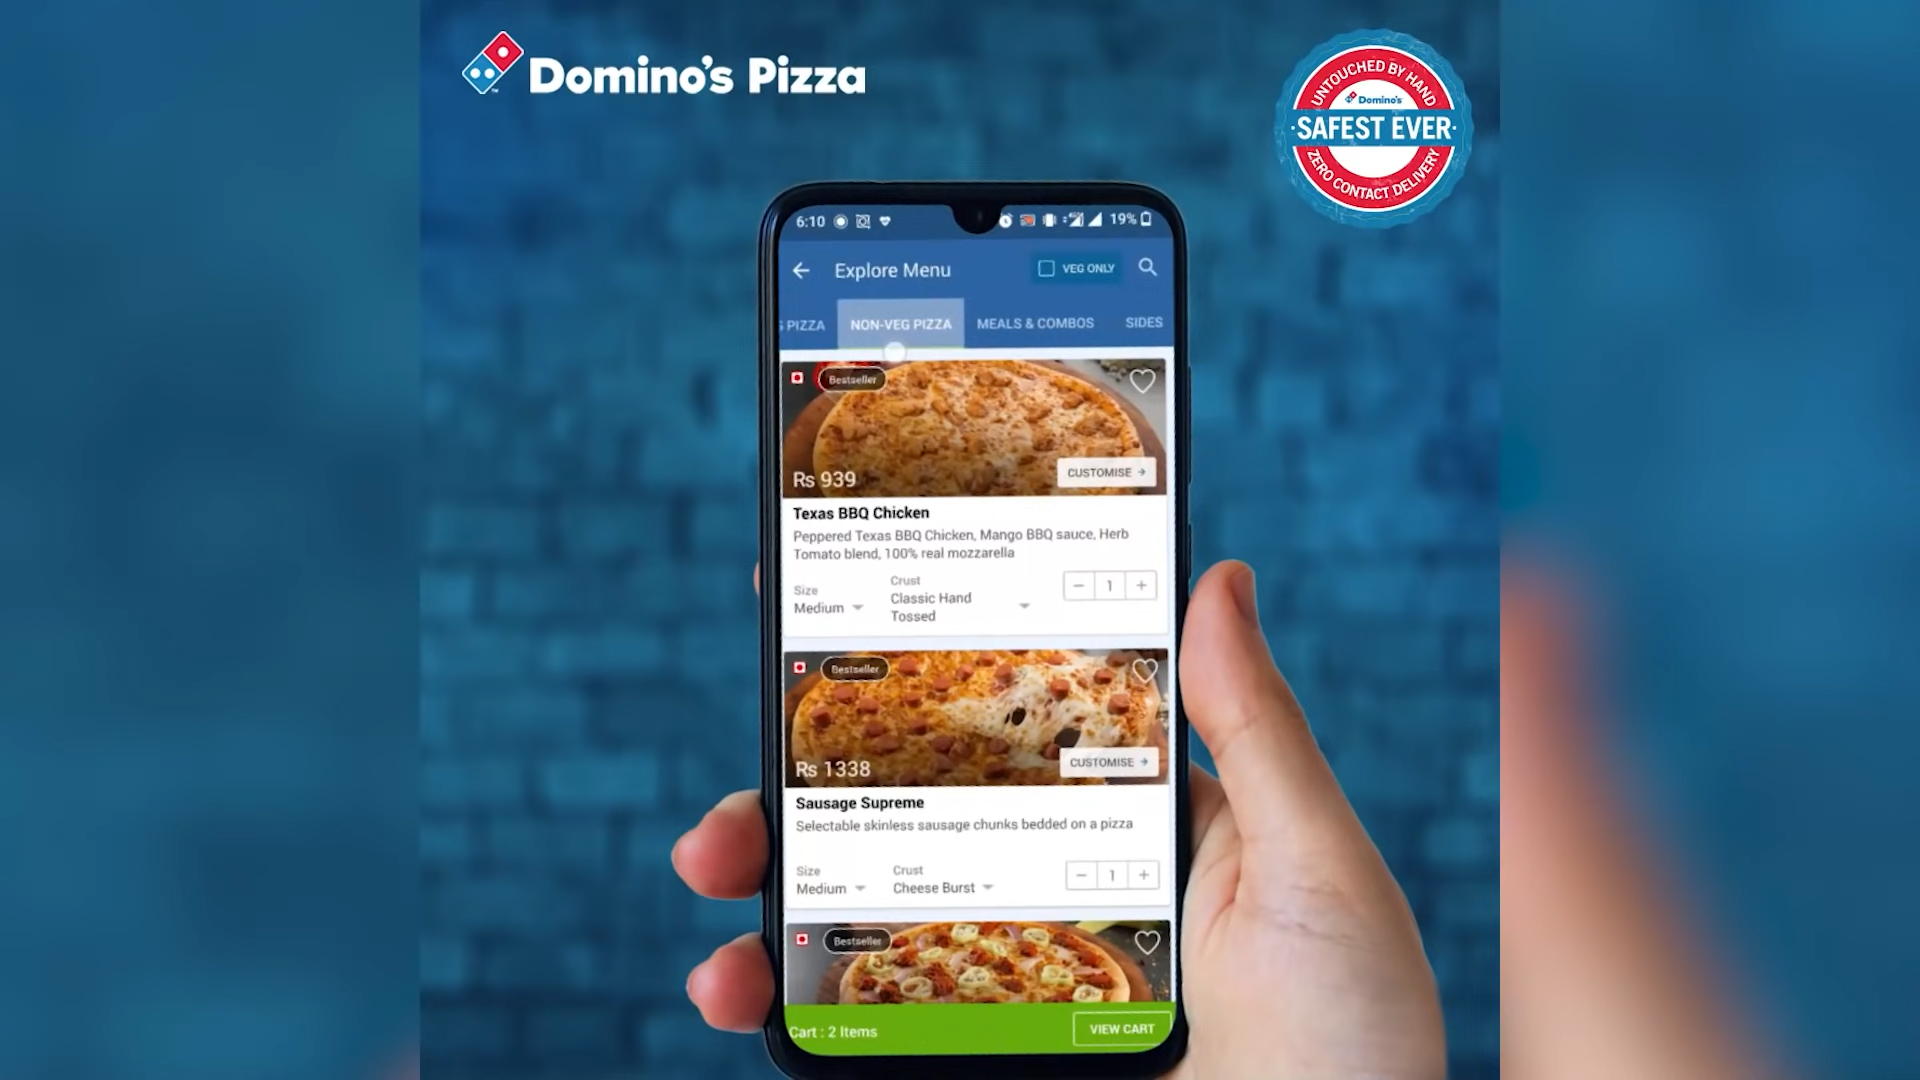 Domino's Pizza
™
UNTOUCHED BY HAND
Domino's
·SAFEST EVER·
ZERO CONTACT DELIVERY
6:10
19%
Explore Menu
VEG ONLY
PIZZA
NON-VEG PIZZA
MEALS & COMBOS
SIDES
Bestseller
Rs 939
CUSTOMISE →
Texas BBQ Chicken
Peppered Texas BBQ Chicken, Mango BBQ sauce, Herb
Tomato blend, 100% real mozzarella
Size
Medium
Crust
Classic Hand
Tossed
− 1 +
Bestseller
Rs 1338
CUSTOMISE →
Sausage Supreme
Selectable skinless sausage chunks bedded on a pizza
Size
Medium
Crust
Cheese Burst
− 1 +
Bestseller
Cart : 2 Items
VIEW CART